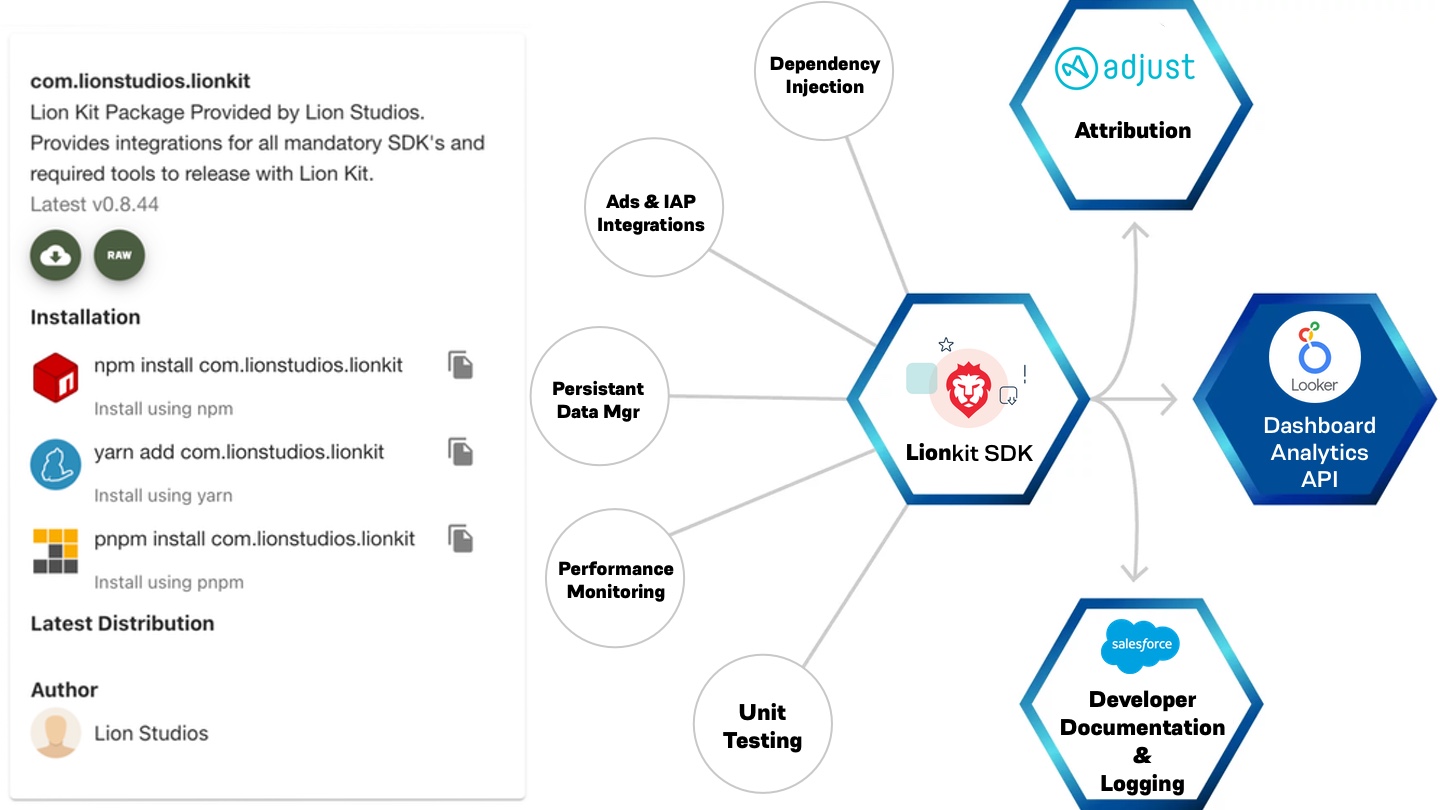 com.lionstudios.lionkit
Lion Kit Package Provided by Lion Studios.
Provides integrations for all mandatory SDK's and
required tools to release with Lion Kit.
Latest v0.8.44
RAW
Installation
npm install com.lionstudios.lionkit
Install using npm
yarn add com.lionstudios.lionkit
Install using yarn
pnpm install com.lionstudios.lionkit
Install using pnpm
Latest Distribution
Author
Lion Studios
Dependency
Injection
Ads & IAP
Integrations
Persistant
Data Mgr
Performance
Monitoring
Unit
Testing
Lionkit SDK
adjust
Attribution
Looker
Dashboard
Analytics
API
salesforce
Developer
Documentation
&
Logging